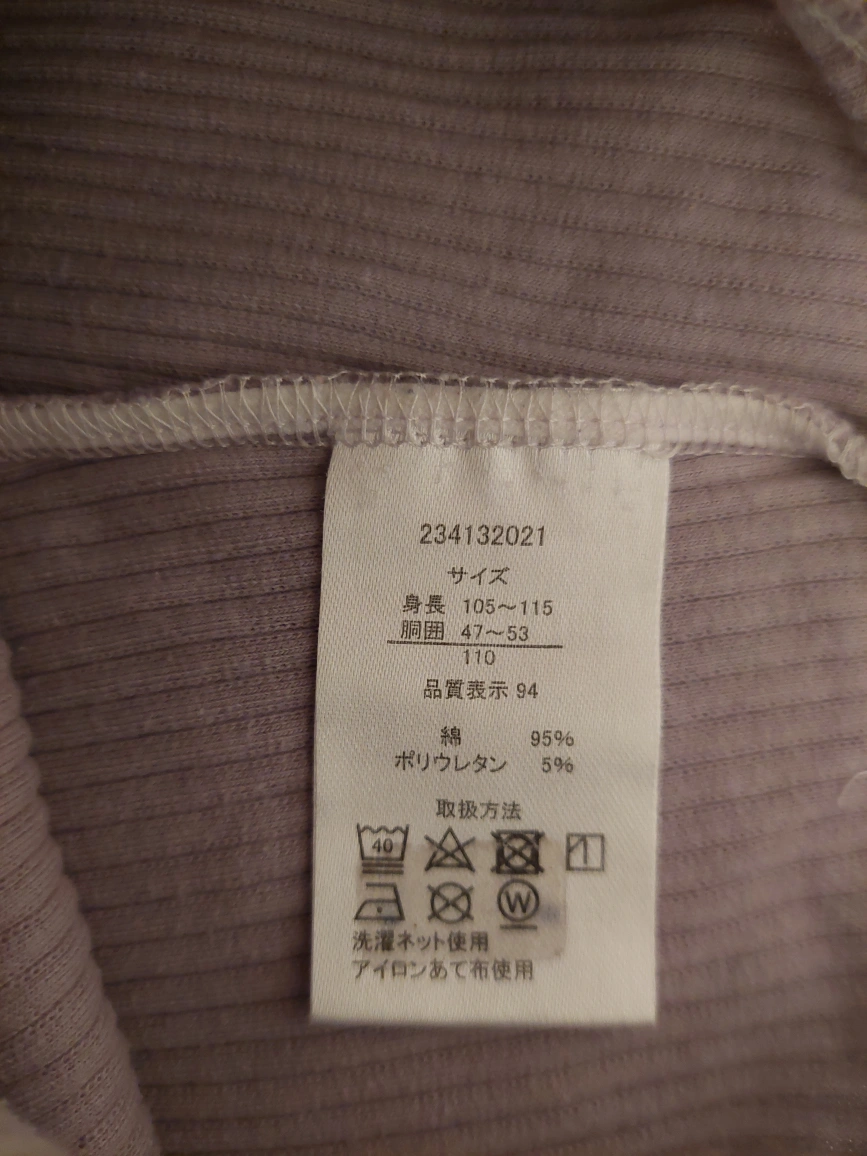 234132021
サイズ
身長 105～115
胴囲 47～53
110
品質表示 94
綿 95%
ポリウレタン 5%
取扱方法
40
W
洗濯ネット使用
アイロンあて布使用